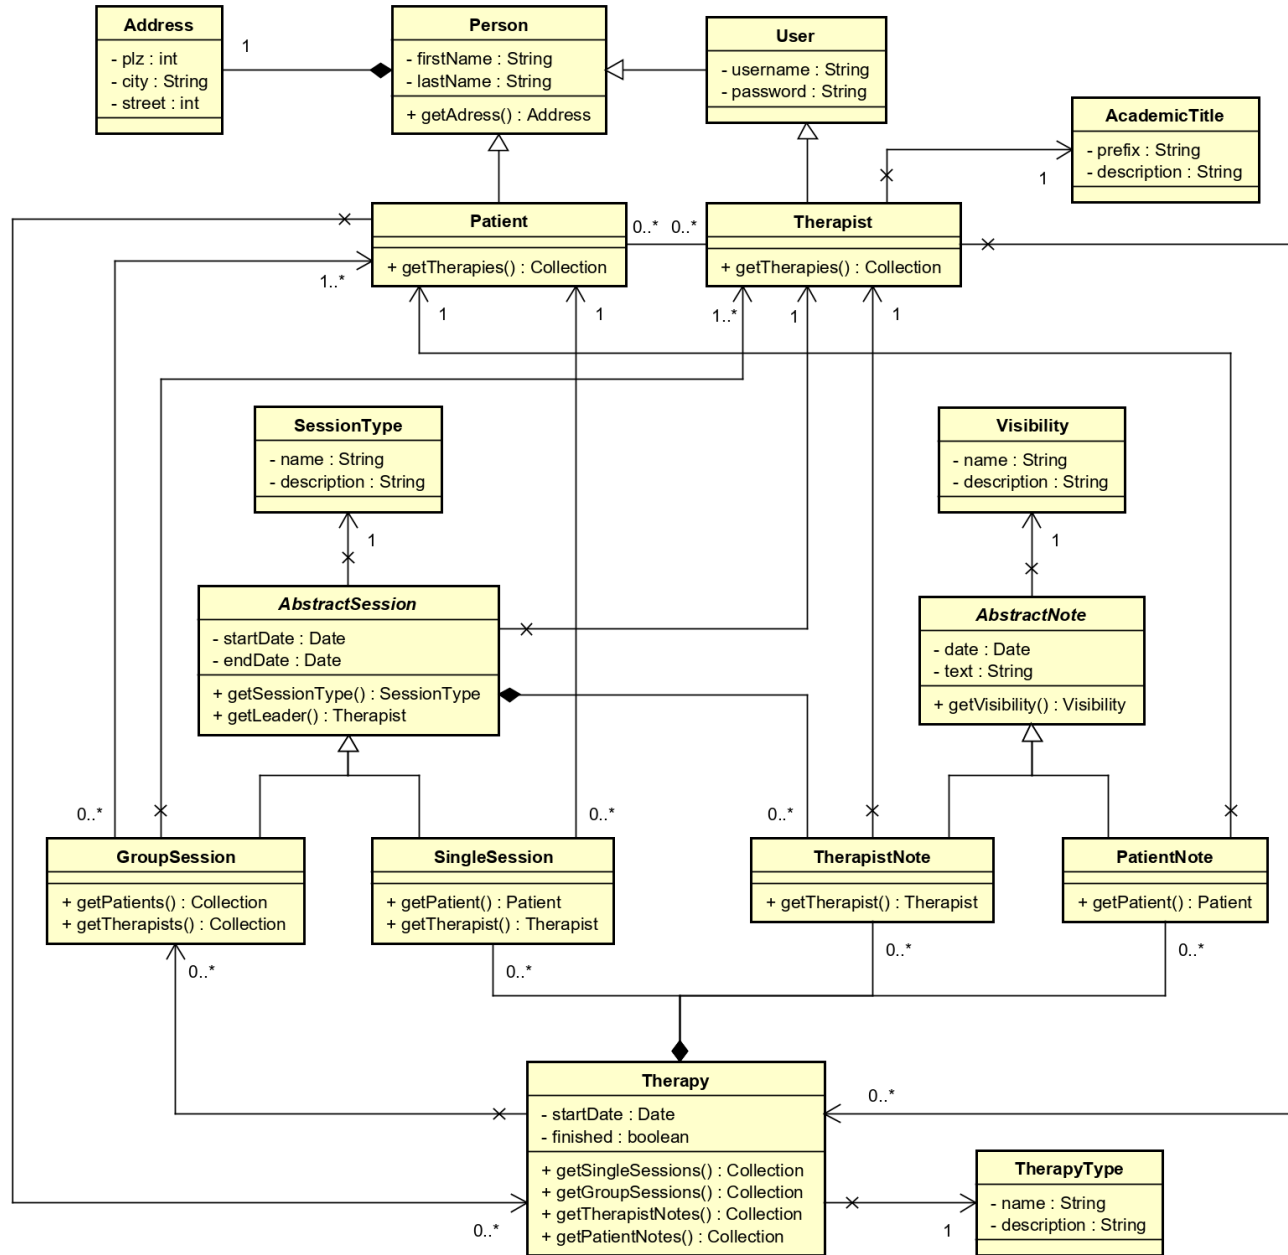 Address
- plz : int
- city : String
- street : int
1
Person
- firstName : String
- lastName : String
+ getAdress() : Address
User
- username : String
- password : String
AcademicTitle
- prefix : String
- description : String
1
Patient
+ getTherapies() : Collection
0..* 0..*
Therapist
+ getTherapies() : Collection
1..*
1
1
1..*
1
1
SessionType
- name : String
- description : String
1
Visibility
- name : String
- description : String
1
AbstractSession
- startDate : Date
- endDate : Date
+ getSessionType() : SessionType
+ getLeader() : Therapist
AbstractNote
- date : Date
- text : String
+ getVisibility() : Visibility
0..*
0..*
0..*
GroupSession
+ getPatients() : Collection
+ getTherapists() : Collection
0..*
SingleSession
+ getPatient() : Patient
+ getTherapist() : Therapist
0..*
TherapistNote
+ getTherapist() : Therapist
0..*
PatientNote
+ getPatient() : Patient
0..*
Therapy
- startDate : Date
- finished : boolean
+ getSingleSessions() : Collection
+ getGroupSessions() : Collection
+ getTherapistNotes() : Collection
+ getPatientNotes() : Collection
0..*
0..*
TherapyType
- name : String
- description : String
1